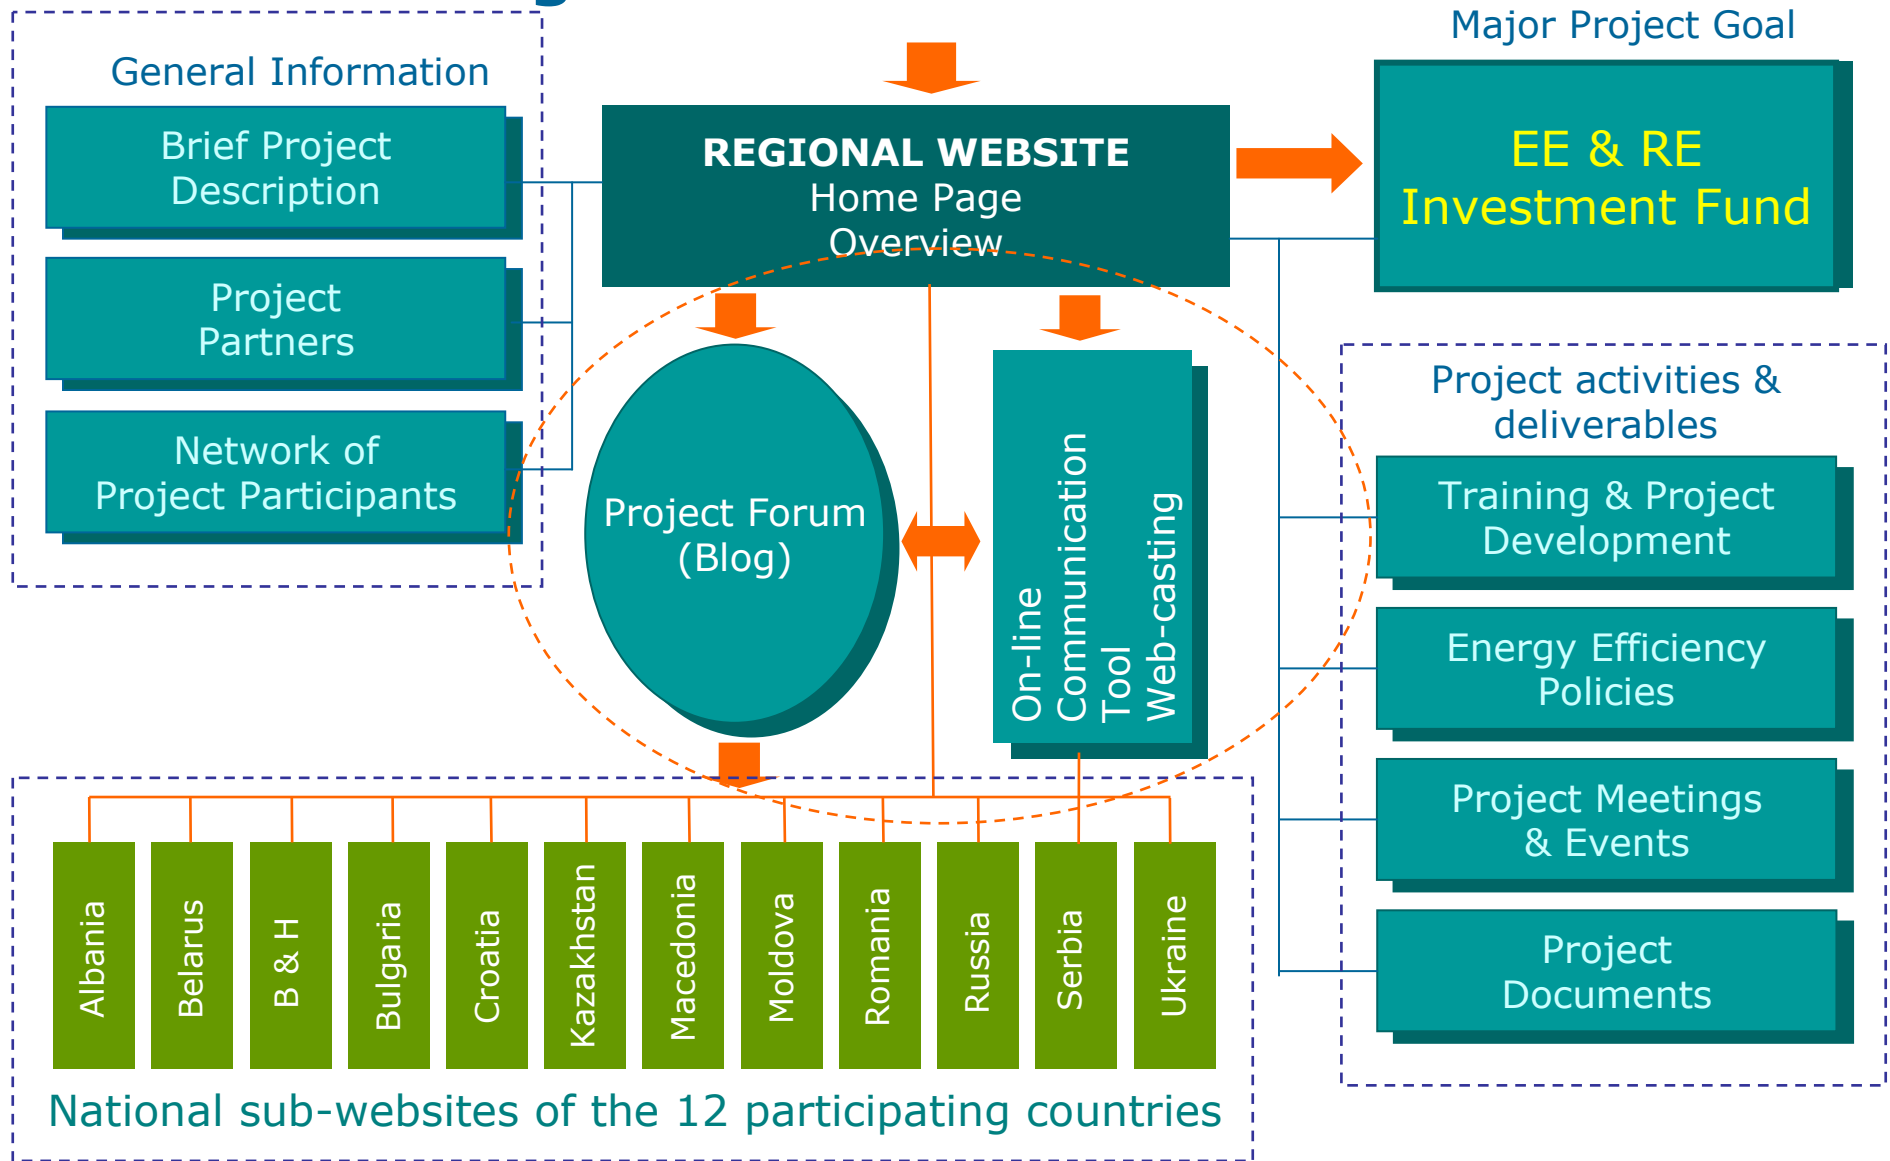 General Information
Brief Project
Description
Project
Partners
Network of
Project Participants
REGIONAL WEBSITE
Home Page
Overview
Major Project Goal
EE & RE
Investment Fund
Project Forum
(Blog)
On-line
Communication
Tool
Web-casting
Project activities &
deliverables
Training & Project
Development
Energy Efficiency
Policies
Project Meetings
& Events
Project
Documents
Albania
Belarus
B & H
Bulgaria
Croatia
Kazakhstan
Macedonia
Moldova
Romania
Russia
Serbia
Ukraine
National sub-websites of the 12 participating countries